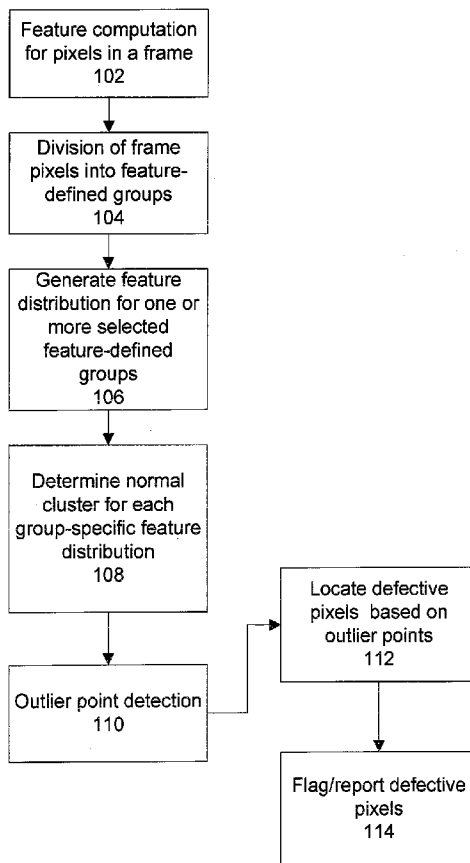 Feature computation
for pixels in a frame
102
Division of frame
pixels into feature-
defined groups
104
Generate feature
distribution for one or
more selected
feature-defined
groups
106
Determine normal
cluster for each
group-specific feature
distribution
108
Outlier point detection
110
Locate defective
pixels based on
outlier points
112
Flag/report defective
pixels
114